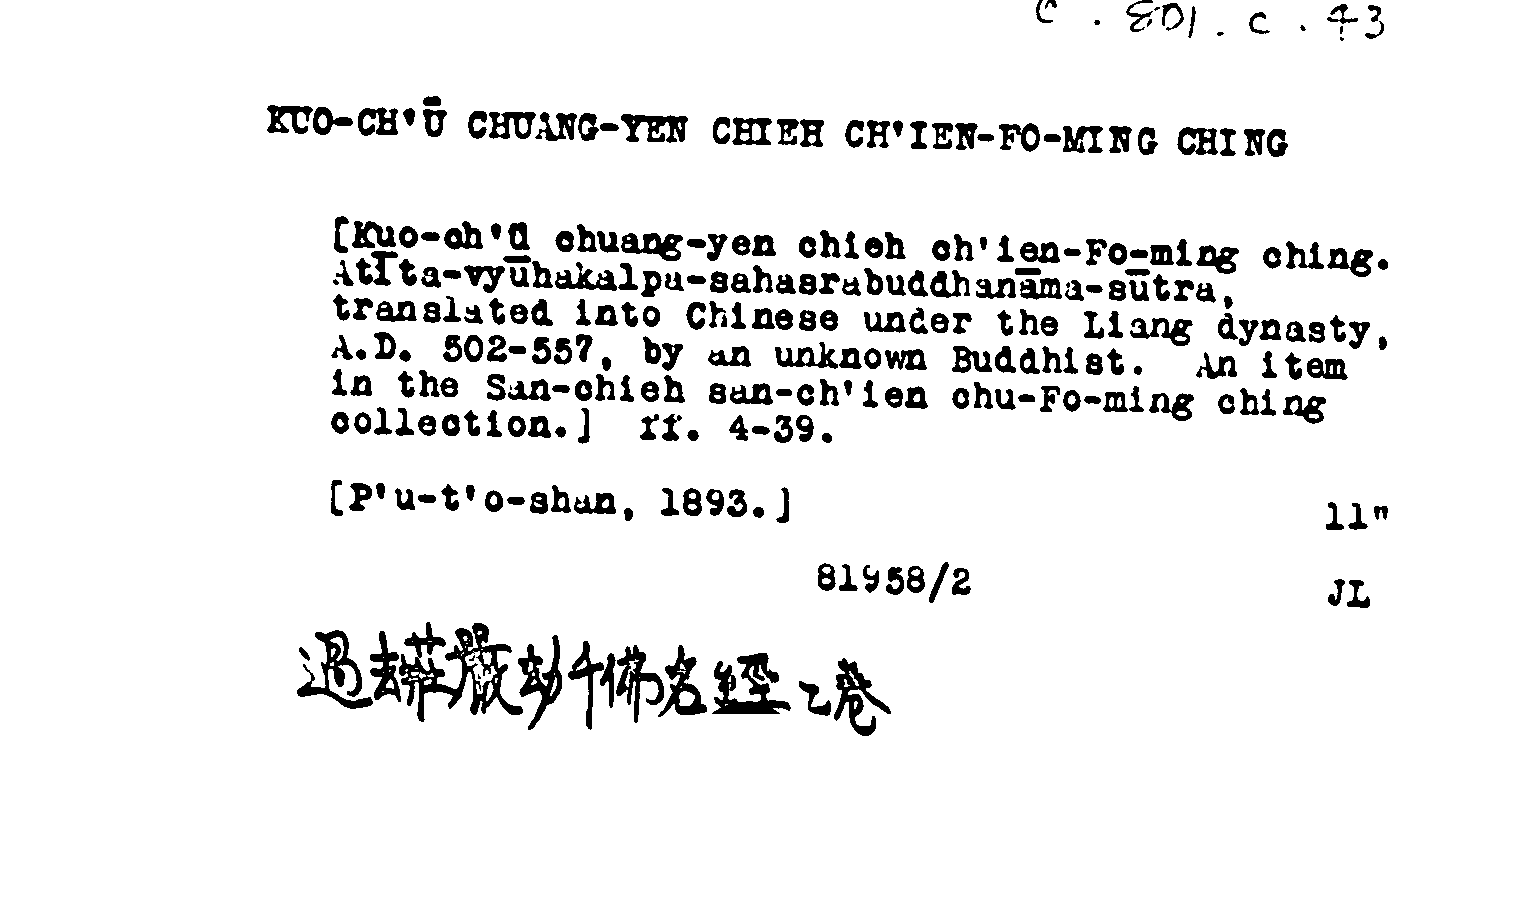 C . 801 . c . 43
KUO-CH'Ū CHUANG-YEN CHIEH CH'IEN-FO-MING CHING
[Kuo-ch'ū chuang-yen chieh ch'ien-Fo-ming ching.
Atīta-vyūhakalpa-sahasrabuddhanāma-sūtra,
translated into Chinese under the Liang dynasty,
A.D. 502-557, by an unknown Buddhist.  An item
in the San-chieh san-ch'ien chu-Fo-ming ching
collection.]  ff. 4-39.
[P'u-t'o-shan, 1893.]
11"
81958/2
JL
過去莊嚴劫千佛名經 乙卷